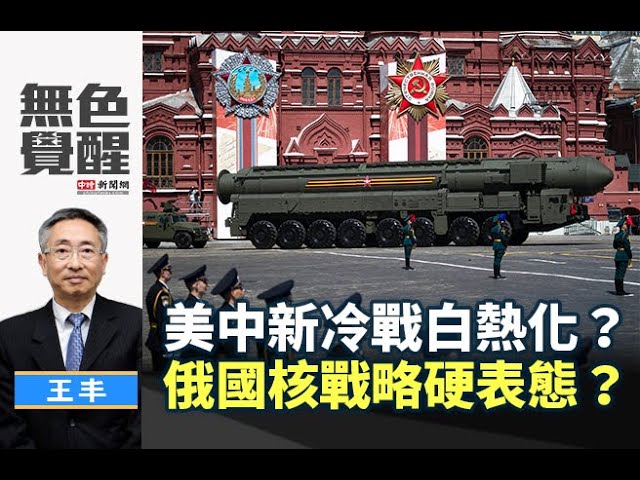 無色
覺醒
中時 新聞網
王丰
美中新冷戰白熱化？
俄國核戰略硬表態？